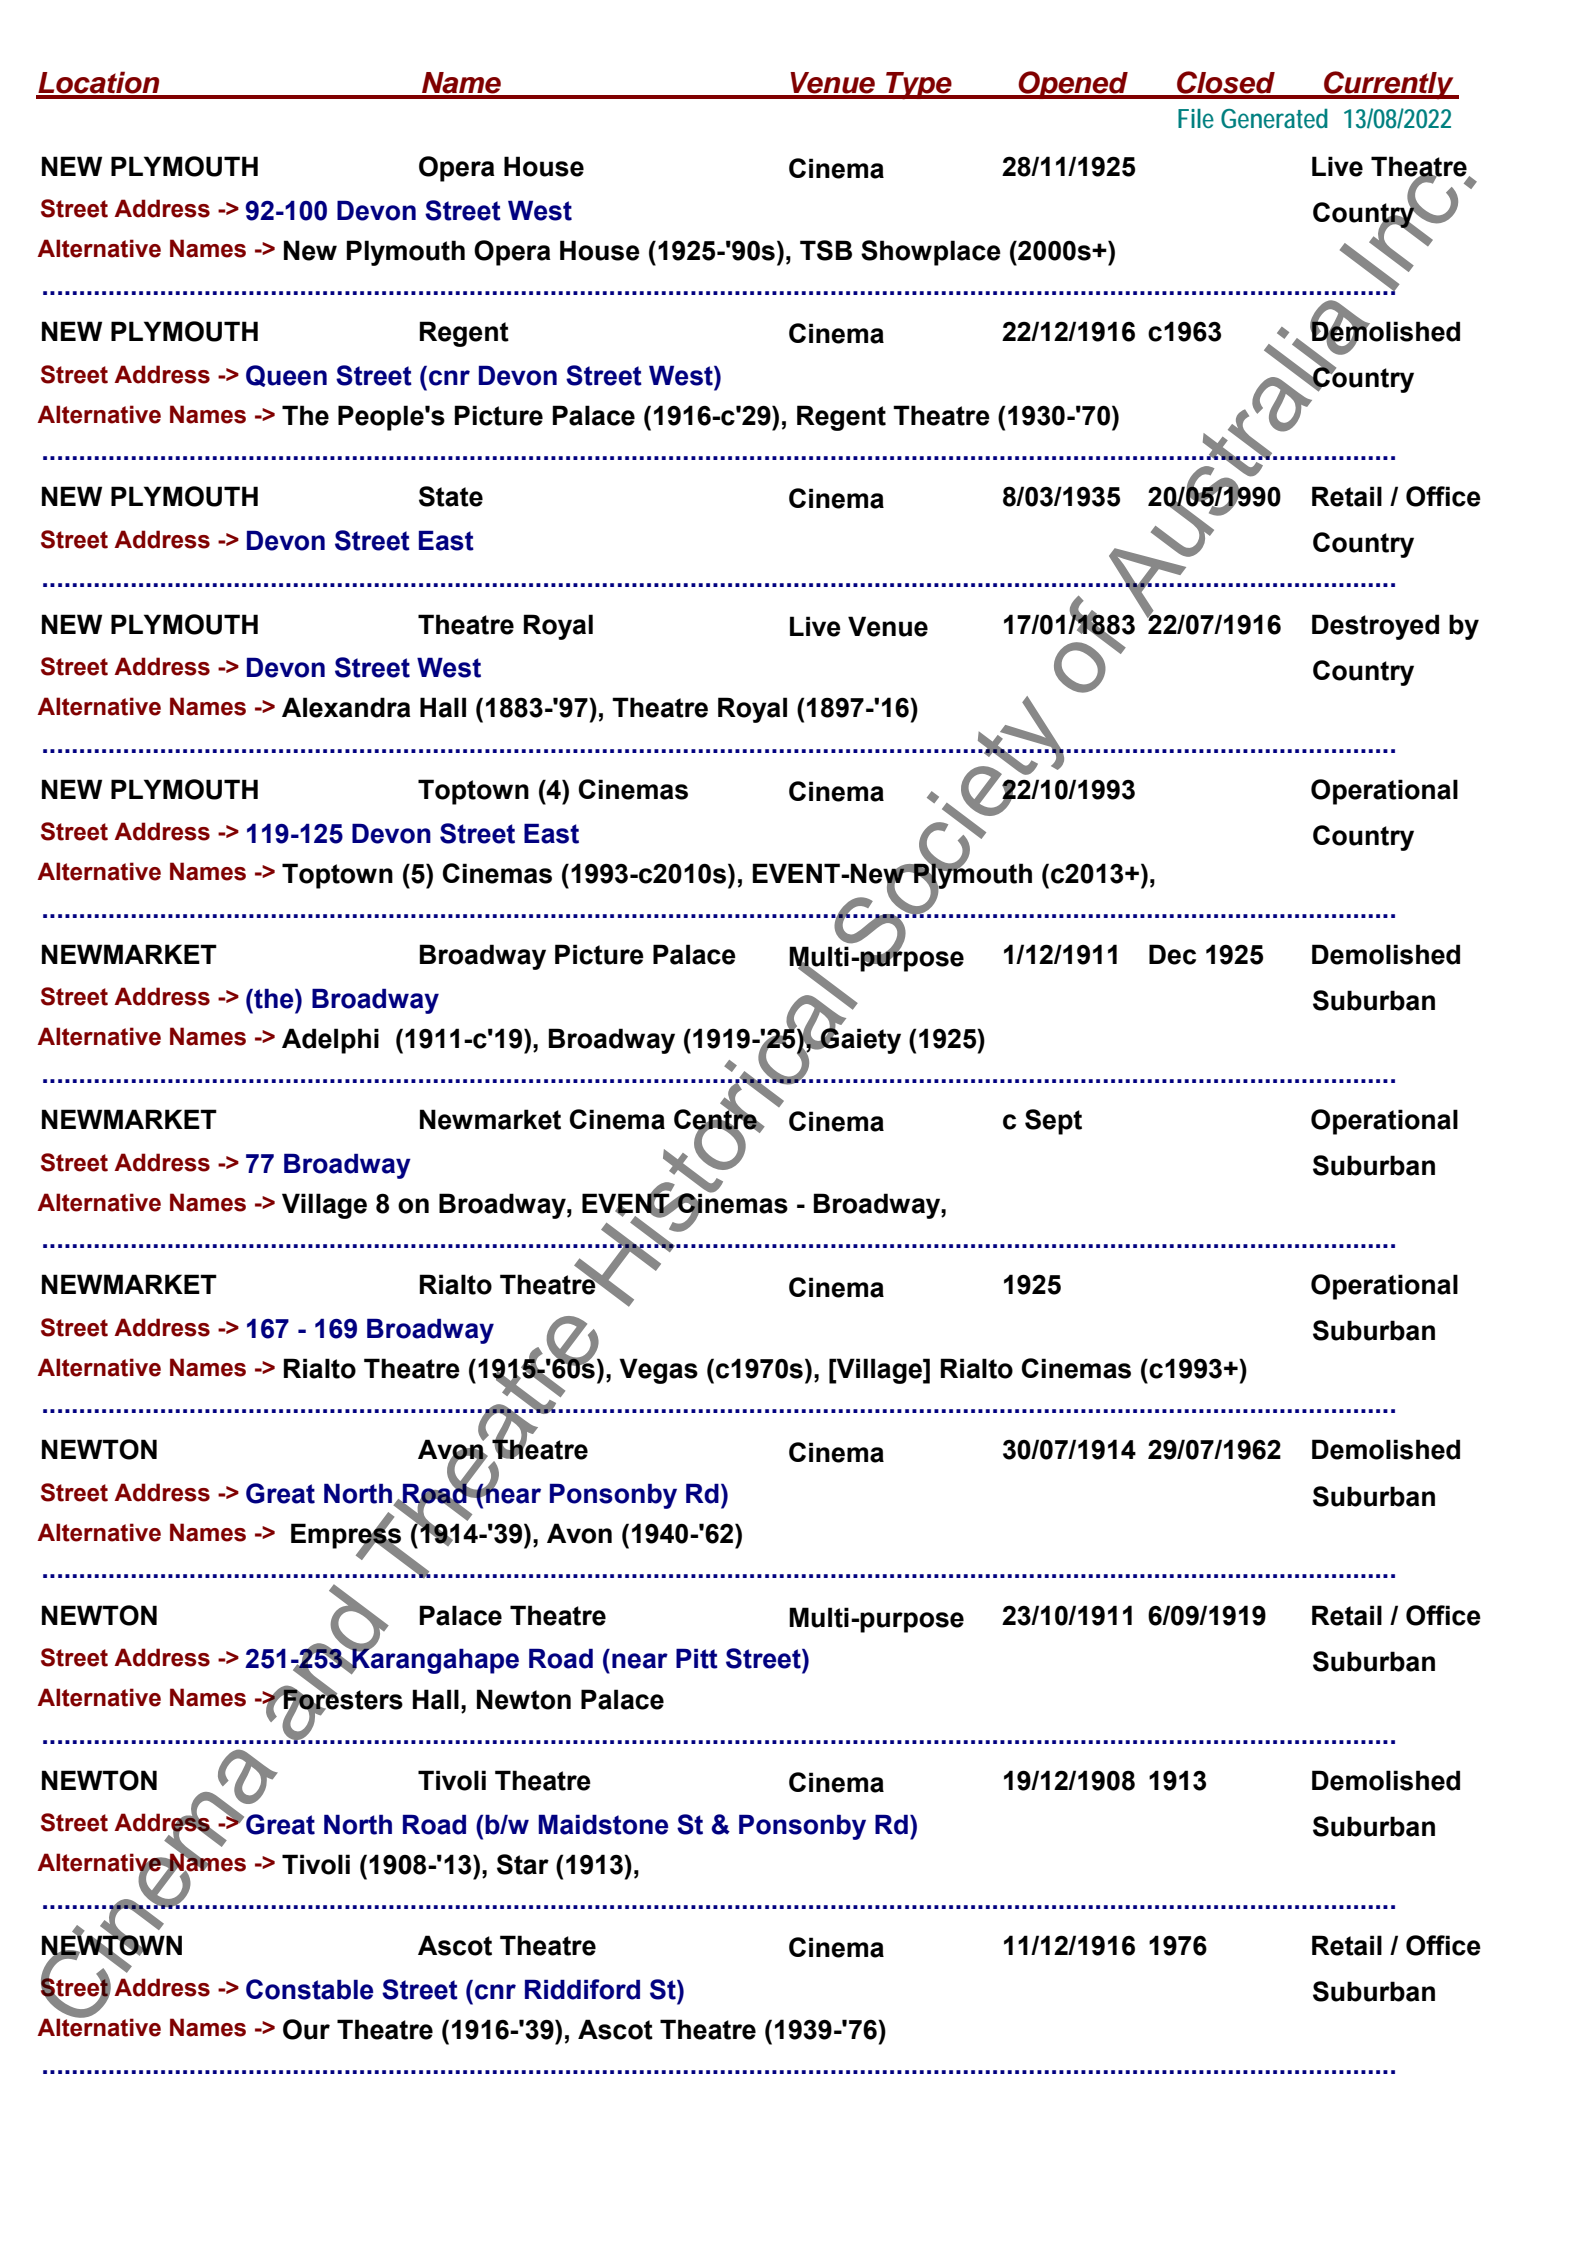 Location Name Venue Type Opened Closed Currently
File Generated 13/08/2022
NEW PLYMOUTH Opera House Cinema 28/11/1925 Live Theatre
Street Address -> 92-100 Devon Street West Country
Alternative Names -> New Plymouth Opera House (1925-'90s), TSB Showplace (2000s+)
NEW PLYMOUTH Regent Cinema 22/12/1916 c1963 Demolished
Street Address -> Queen Street (cnr Devon Street West) Country
Alternative Names -> The People's Picture Palace (1916-c'29), Regent Theatre (1930-'70)
NEW PLYMOUTH State Cinema 8/03/1935 20/05/1990 Retail / Office
Street Address -> Devon Street East Country
NEW PLYMOUTH Theatre Royal Live Venue 17/01/1883 22/07/1916 Destroyed by
Street Address -> Devon Street West Country
Alternative Names -> Alexandra Hall (1883-'97), Theatre Royal (1897-'16)
NEW PLYMOUTH Toptown (4) Cinemas Cinema 22/10/1993 Operational
Street Address -> 119-125 Devon Street East Country
Alternative Names -> Toptown (5) Cinemas (1993-c2010s), EVENT-New Plymouth (c2013+),
NEWMARKET Broadway Picture Palace Multi-purpose 1/12/1911 Dec 1925 Demolished
Street Address -> (the) Broadway Suburban
Alternative Names -> Adelphi (1911-c'19), Broadway (1919-'25), Gaiety (1925)
NEWMARKET Newmarket Cinema Centre Cinema c Sept Operational
Street Address -> 77 Broadway Suburban
Alternative Names -> Village 8 on Broadway, EVENT Cinemas - Broadway,
NEWMARKET Rialto Theatre Cinema 1925 Operational
Street Address -> 167 - 169 Broadway Suburban
Alternative Names -> Rialto Theatre (1915-'60s), Vegas (c1970s), [Village] Rialto Cinemas (c1993+)
NEWTON Avon Theatre Cinema 30/07/1914 29/07/1962 Demolished
Street Address -> Great North Road (near Ponsonby Rd) Suburban
Alternative Names -> Empress (1914-'39), Avon (1940-'62)
NEWTON Palace Theatre Multi-purpose 23/10/1911 6/09/1919 Retail / Office
Street Address -> 251-253 Karangahape Road (near Pitt Street) Suburban
Alternative Names -> Foresters Hall, Newton Palace
NEWTON Tivoli Theatre Cinema 19/12/1908 1913 Demolished
Street Address -> Great North Road (b/w Maidstone St & Ponsonby Rd) Suburban
Alternative Names -> Tivoli (1908-'13), Star (1913),
NEWTOWN Ascot Theatre Cinema 11/12/1916 1976 Retail / Office
Street Address -> Constable Street (cnr Riddiford St) Suburban
Alternative Names -> Our Theatre (1916-'39), Ascot Theatre (1939-'76)
Cinema and Theatre Historical Society of Australia Inc.